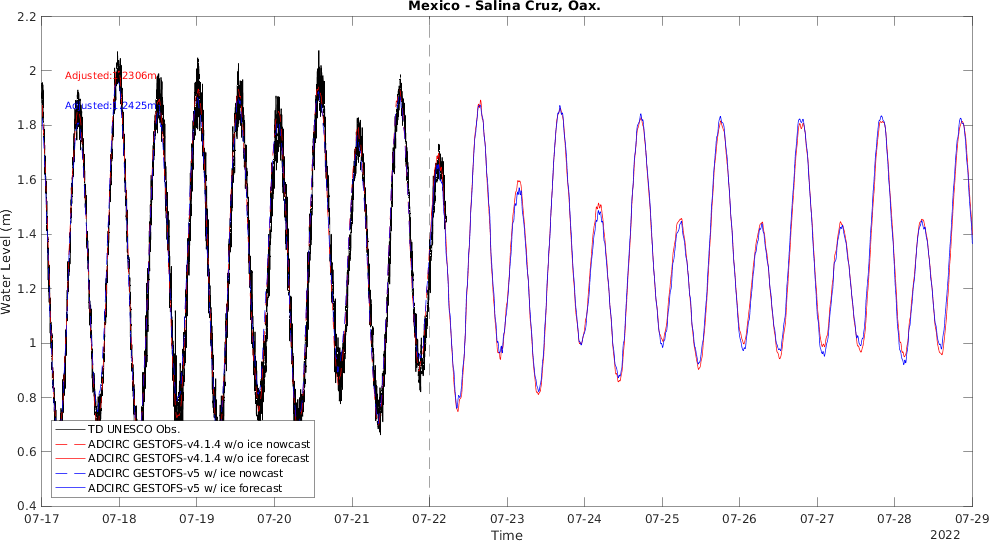 Mexico - Salina Cruz, Oax.
2.2
2
1.8
1.6
1.4
1.2
1
0.8
0.6
0.4
Water Level (m)
Adjusted:1.2306m
Adjusted:1.2425m
TD UNESCO Obs.
ADCIRC GESTOFS-v4.1.4 w/o ice nowcast
ADCIRC GESTOFS-v4.1.4 w/o ice forecast
ADCIRC GESTOFS-v5 w/ ice nowcast
ADCIRC GESTOFS-v5 w/ ice forecast
07-17 07-18 07-19 07-20 07-21 07-22 07-23 07-24 07-25 07-26 07-27 07-28 07-29
Time
2022